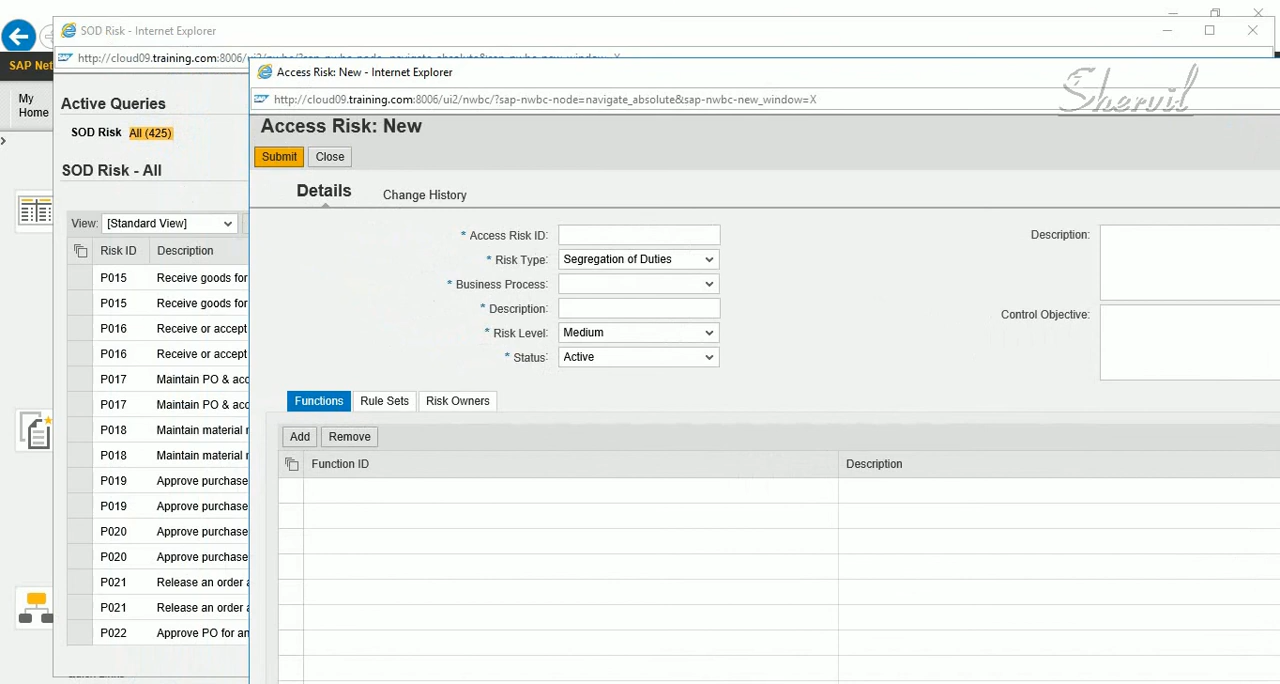 SOD Risk - Internet Explorer
SAP Net
My
Home
Active Queries
SOD Risk All (425)
SOD Risk - All
View: [Standard View]
Risk ID Description
P015 Receive goods for
P015 Receive goods for
P016 Receive or accept
P016 Receive or accept
P017 Maintain PO & acc
P017 Maintain PO & acc
P018 Maintain material
P018 Maintain material
P019 Approve purchase
P019 Approve purchase
P020 Approve purchase
P020 Approve purchase
P021 Release an order
P021 Release an order
P022 Approve PO for an
Access Risk: New - Internet Explorer
http://cloud09.training.com:8006/ui2/nwbc/?sap-nwbc-node=navigate_absolute&sap-nwbc-new_window=X
Shervil
Access Risk: New
Submit Close
Details Change History
* Access Risk ID:
* Risk Type: Segregation of Duties
* Business Process:
* Description:
* Risk Level: Medium
* Status: Active
Description:
Control Objective:
Functions Rule Sets Risk Owners
Add Remove
Function ID Description